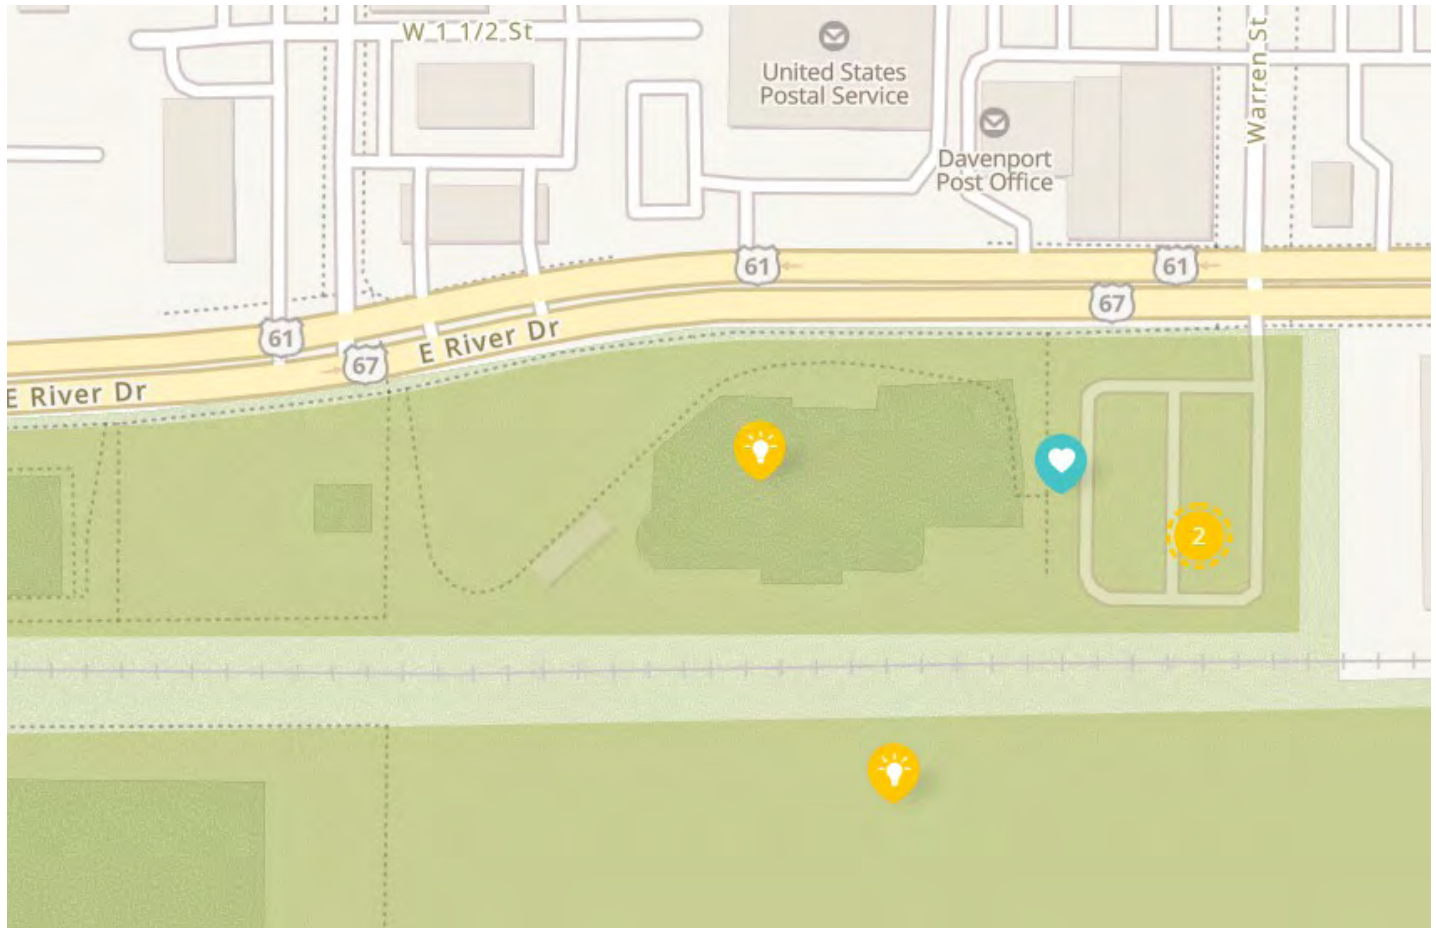 W 1 1/2 St
United States
Postal Service
Warren St
Davenport
Post Office
61
61
67
61
67
E River Dr
E River Dr
2